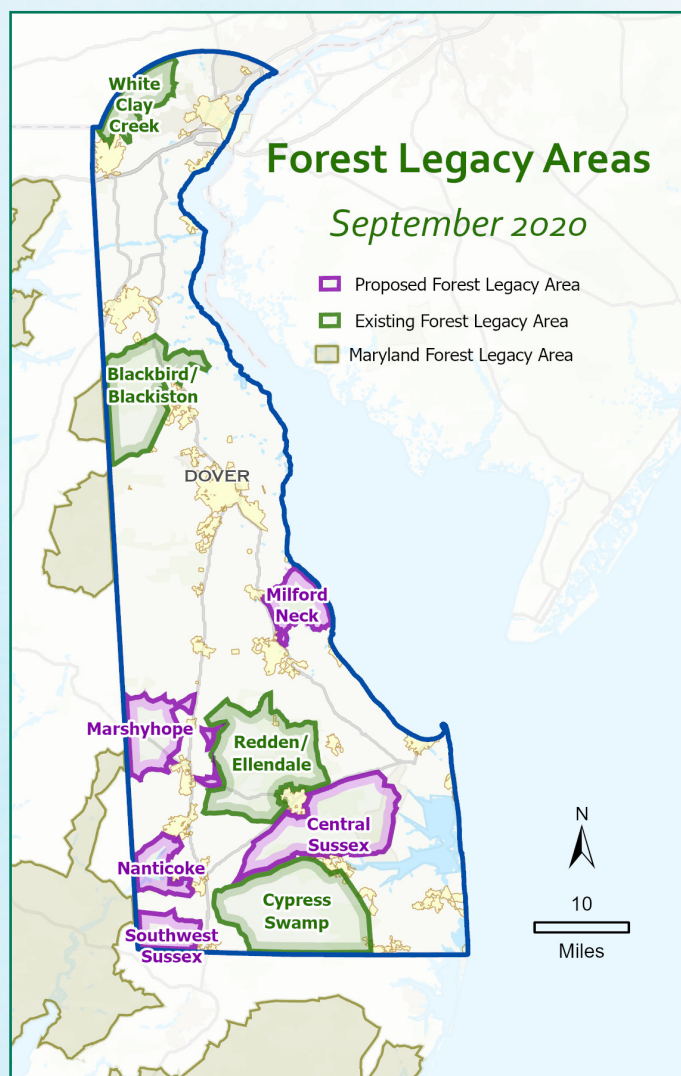 Forest Legacy Areas
September 2020
Proposed Forest Legacy Area
Existing Forest Legacy Area
Maryland Forest Legacy Area
White
Clay
Creek
Blackbird/
Blackiston
DOVER
Milford
Neck
Marshyhope
Redden/
Ellendale
Central
Sussex
Nanticoke
Cypress
Swamp
Southwest
Sussex
N
10
Miles